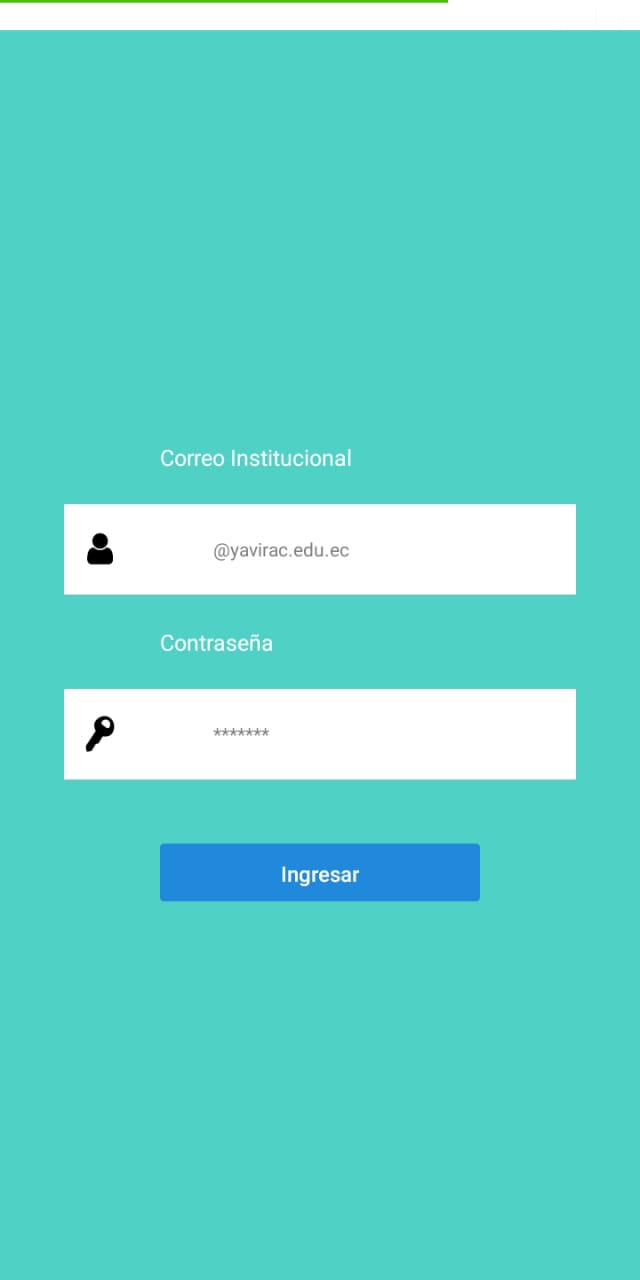 Correo Institucional
@yavirac.edu.ec
Contraseña
*******
Ingresar